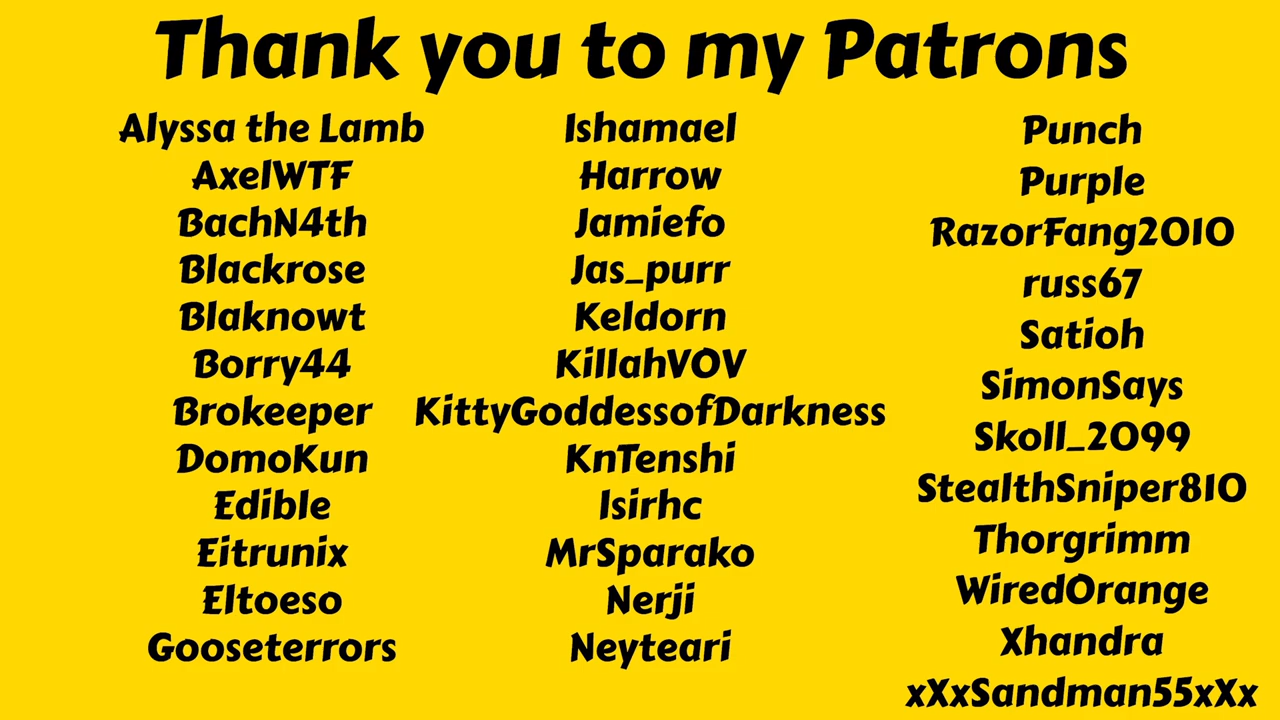 Thank you to my Patrons
Alyssa the Lamb
AxelWTF
BachN4th
Blackrose
Blaknowt
Borry44
Brokeeper
DomoKun
Edible
Eitrunix
Eltoeso
Gooseterrors
Ishamael
Harrow
Jamiefo
Jas_purr
Keldorn
KillahVOV
KittyGoddessofDarkness
KnTenshi
lsirhc
MrSparako
Nerji
Neyteari
Punch
Purple
RazorFang2010
russ67
Satioh
SimonSays
Skoll_2099
StealthSniper810
Thorgrimm
WiredOrange
Xhandra
xXxSandman55xXx